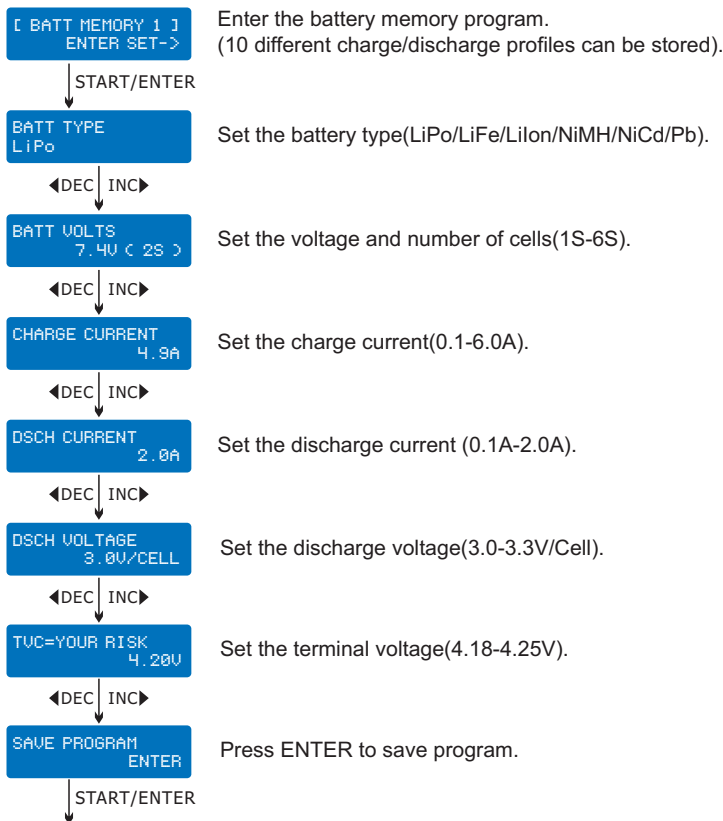 [ BATT MEMORY 1 ]
ENTER SET->
Enter the battery memory program.
(10 different charge/discharge profiles can be stored).
START/ENTER
BATT TYPE
LiPo
Set the battery type(LiPo/LiFe/LiIon/NiMH/NiCd/Pb).
◀DEC INC▶
BATT VOLTS
7.4V ( 2S )
Set the voltage and number of cells(1S-6S).
◀DEC INC▶
CHARGE CURRENT
4.9A
Set the charge current(0.1-6.0A).
◀DEC INC▶
DSCH CURRENT
2.0A
Set the discharge current (0.1A-2.0A).
◀DEC INC▶
DSCH VOLTAGE
3.0V/CELL
Set the discharge voltage(3.0-3.3V/Cell).
◀DEC INC▶
TVC=YOUR RISK
4.20V
Set the terminal voltage(4.18-4.25V).
◀DEC INC▶
SAVE PROGRAM
ENTER
Press ENTER to save program.
START/ENTER